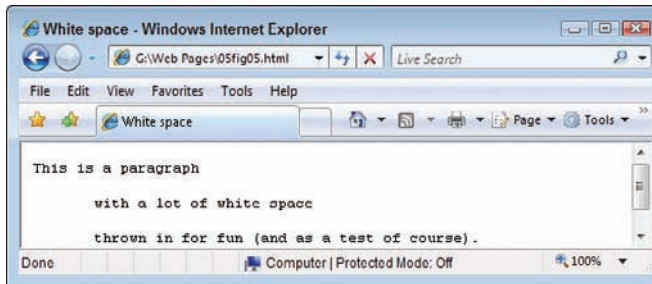 White space - Windows Internet Explorer
G:\Web Pages\05fig05.html Live Search
File Edit View Favorites Tools Help
White space Page Tools »
This is a paragraph
with a lot of white space
thrown in for fun (and as a test of course).
Done Computer | Protected Mode: Off 100%